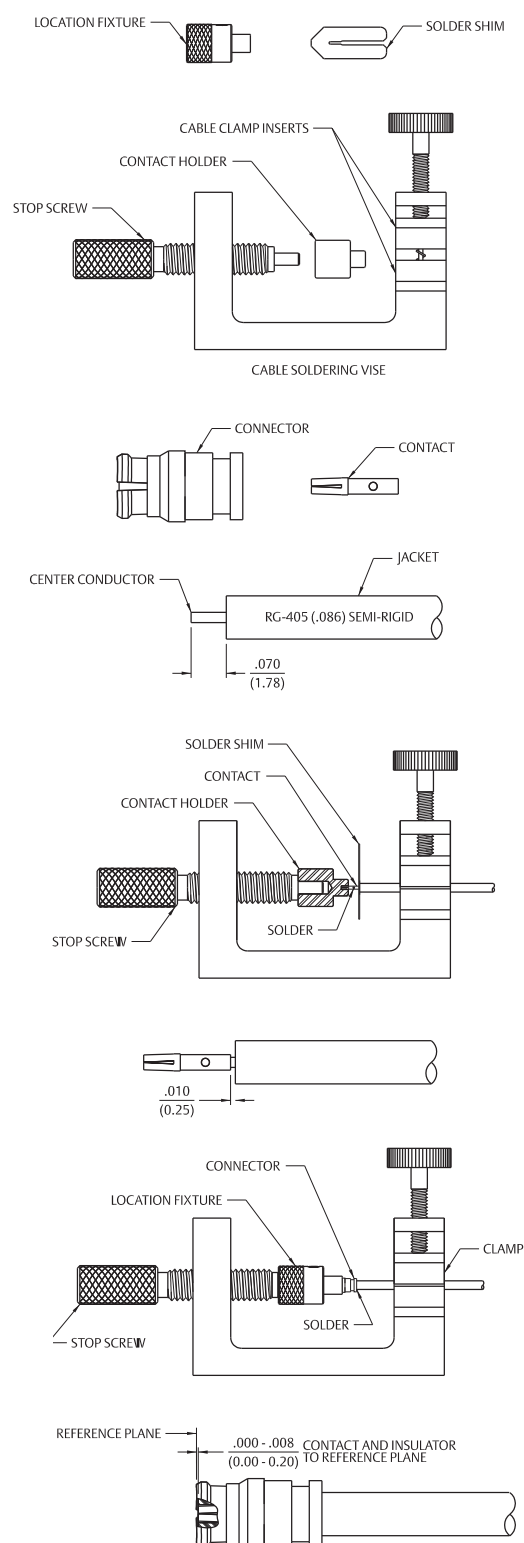 LOCATION FIXTURE
SOLDER SHIM
CABLE CLAMP INSERTS
CONTACT HOLDER
STOP SCREW
CABLE SOLDERING VISE
CONNECTOR
CONTACT
JACKET
CENTER CONDUCTOR
RG-405 (.086) SEMI-RIGID
.070
(1.78)
SOLDER SHIM
CONTACT
CONTACT HOLDER
SOLDER
STOP SCREW
.010
(0.25)
CONNECTOR
LOCATION FIXTURE
CLAMP
SOLDER
STOP SCREW
REFERENCE PLANE
.000 - .008
(0.00 - 0.20)
CONTACT AND INSULATOR
TO REFERENCE PLANE